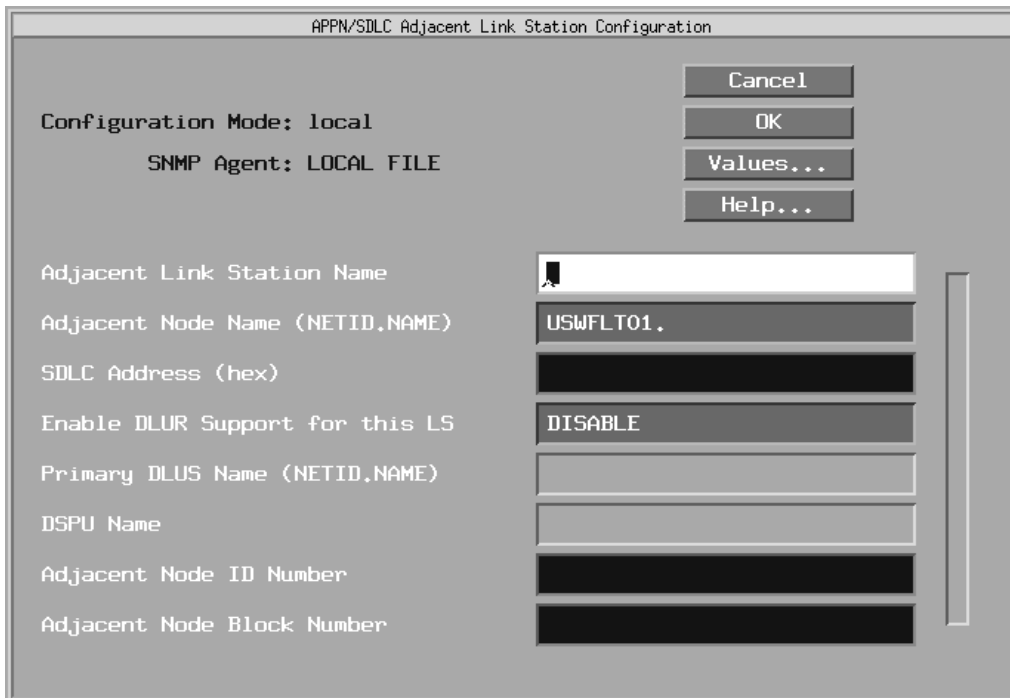 APPN/SDLC Adjacent Link Station Configuration
Cancel
Configuration Mode: local
OK
SNMP Agent: LOCAL FILE
Values...
Help...
Adjacent Link Station Name
Adjacent Node Name (NETID.NAME)
USWFLT01.
SDLC Address (hex)
Enable DLUR Support for this LS
DISABLE
Primary DLUS Name (NETID.NAME)
DSPU Name
Adjacent Node ID Number
Adjacent Node Block Number